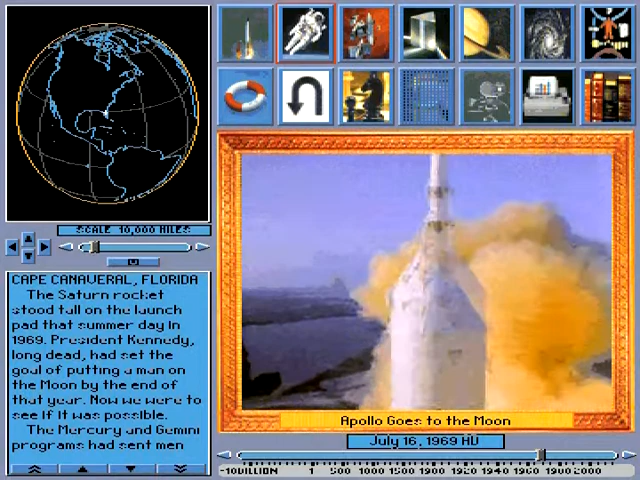 SCALE 10,000 MILES
CAPE CANAVERAL, FLORIDA
The Saturn rocket
stood tall on the launch
pad that summer day in
1969. President Kennedy,
long dead, had set the
goal of putting a man on
the Moon by the end of
that year. Now we were to
see if it was possible.
The Mercury and Gemini
programs had sent men
Apollo Goes to the Moon
July 16, 1969 AD
1 500 1000 1500 1900 1920 1940 1960 1980 2000